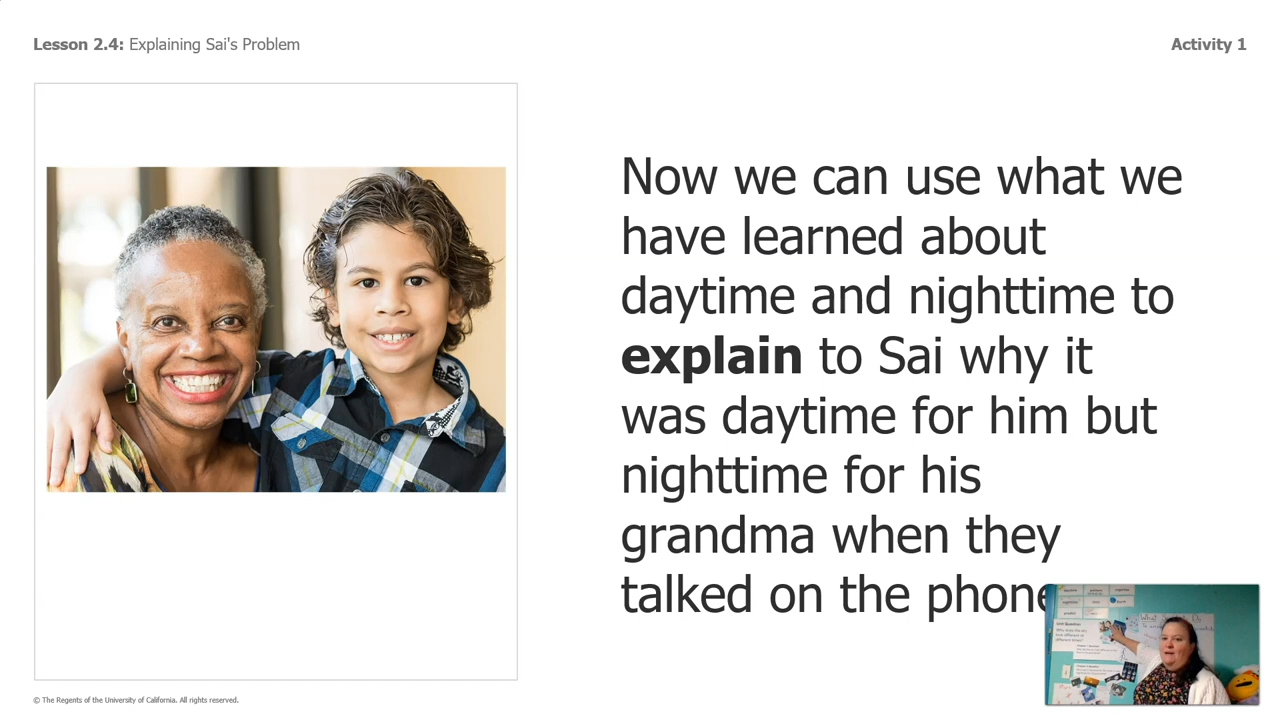 Lesson 2.4: Explaining Sai's Problem
Activity 1
Now we can use what we
have learned about
daytime and nighttime to
explain to Sai why it
was daytime for him but
nighttime for his
grandma when they
talked on the phone
© The Regents of the University of California. All rights reserved.